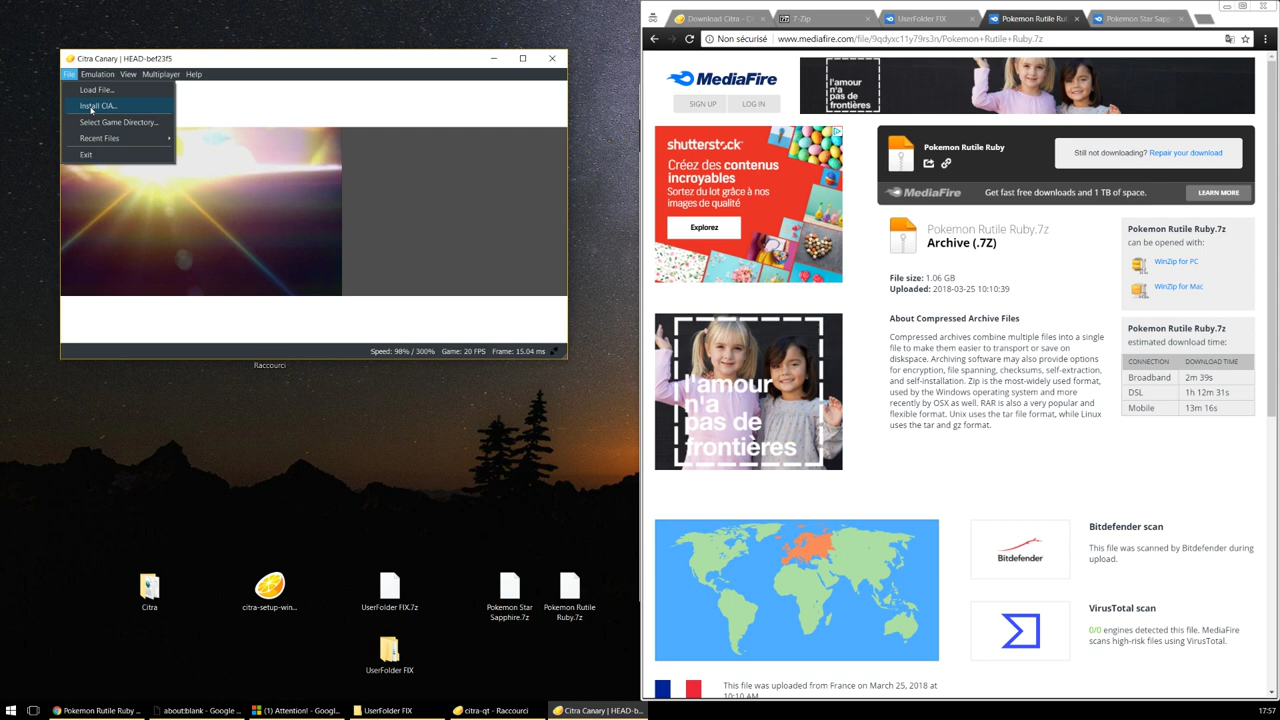 Citra Canary | HEAD-bef23f5
File Emulation View Multiplayer Help
Load File...
Install CIA...
Select Game Directory...
Recent Files
Exit
Speed: 98% / 300% Game: 20 FPS Frame: 15.04 ms
Raccourci
Citra
citra-setup-win...
UserFolder FIX.7z
Pokemon Star
Sapphire.7z
Pokemon Rutile
Ruby.7z
UserFolder FIX
Download Citra - Ci
7-Zip
UserFolder FIX
Pokemon Rutile Ru
Pokemon Star Sapp
Non sécurisé | www.mediafire.com/file/9qdyxc11y79rs3n/Pokemon+Rutile+Ruby.7z
MediaFire
SIGN UP
LOG IN
l'amour
n'a
pas de
frontières
shutterstock
Créez des contenus
incroyables
Sortez du lot grâce à nos
images de qualité
Explorez
Pokemon Rutile Ruby
Still not downloading? Repair your download
MediaFire
Get fast free downloads and 1 TB of space.
LEARN MORE
Pokemon Rutile Ruby.7z
Archive (.7Z)
File size: 1.06 GB
Uploaded: 2018-03-25 10:10:39
About Compressed Archive Files
Compressed archives combine multiple files into a single
file to make them easier to transport or save on
diskspace. Archiving software may also provide options
for encryption, file spanning, checksums, self-extraction,
and self-installation. Zip is the most-widely used format,
used by the Windows operating system and more
recently by OSX as well. RAR is also a very popular and
flexible format. Unix uses the tar file format, while Linux
uses the tar and gz format.
Pokemon Rutile Ruby.7z
can be opened with:
WinZip for PC
WinZip for Mac
Pokemon Rutile Ruby.7z
estimated download time:
CONNECTION DOWNLOAD TIME
Broadband 2m 39s
DSL 1h 12m 31s
Mobile 13m 16s
l'amour
n'a
pas de
frontières
Bitdefender
Bitdefender scan
This file was scanned by Bitdefender during
upload.
VirusTotal scan
0/0 engines detected this file. MediaFire
scans high-risk files using VirusTotal.
This file was uploaded from France on March 25, 2018 at
10:10 AM
Pokemon Rutile Ruby ...
about:blank - Google ...
(1) Attention! - Googl...
UserFolder FIX
citra-qt - Raccourci
Citra Canary | HEAD-b...
17:57